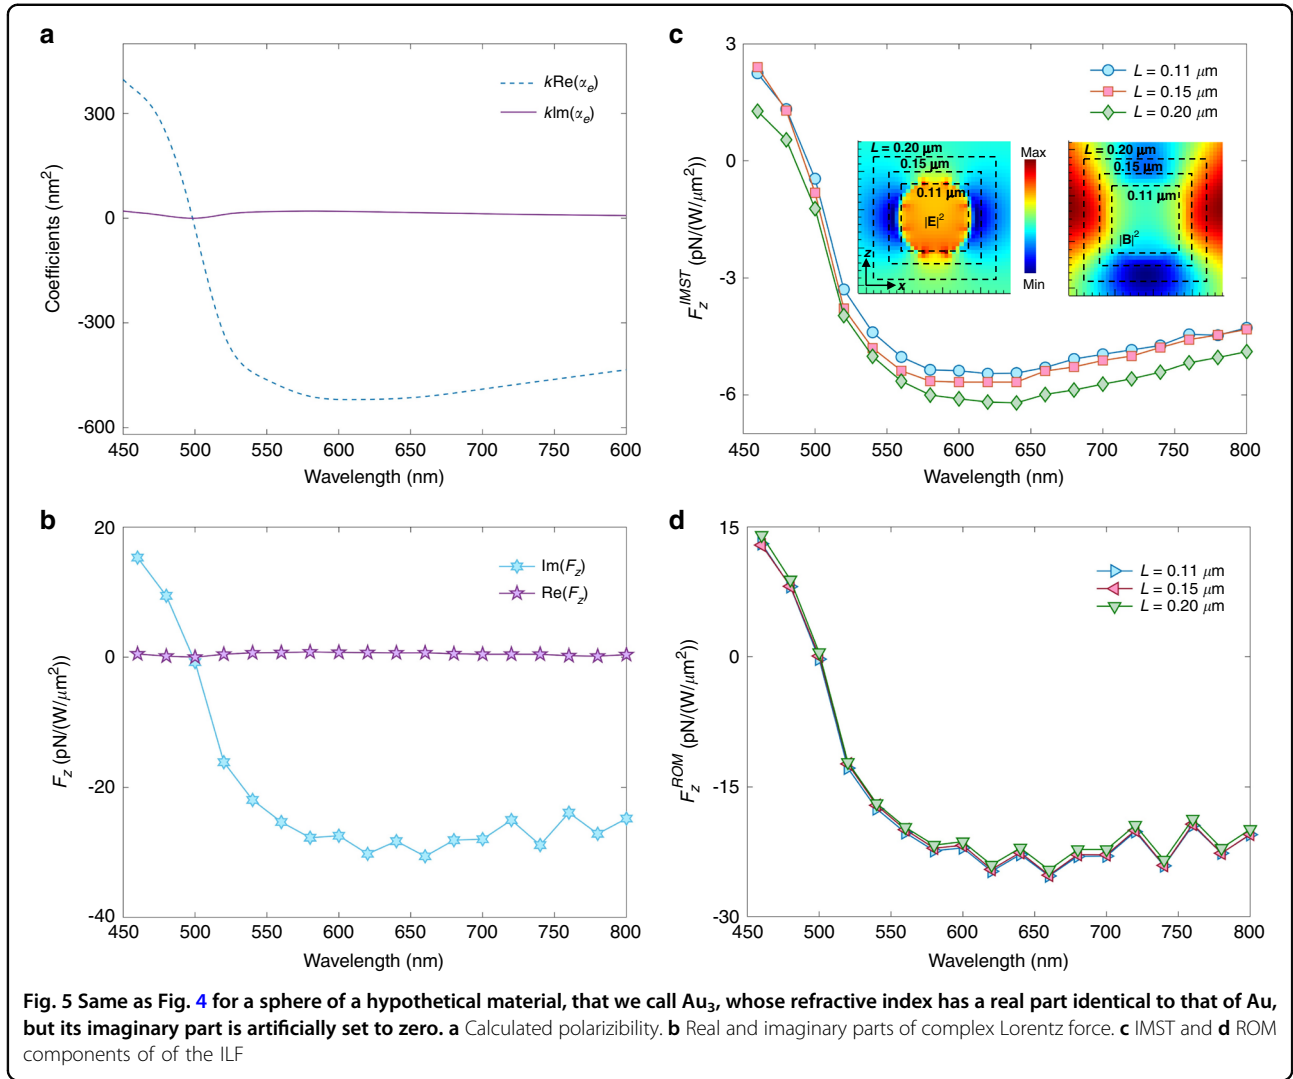 a
Coefficients (nm²)
300
0
-300
-600
450 500 550 600 650 700 750 600
Wavelength (nm)
kRe(αₑ)
kIm(αₑ)
c
F_z^IMST (pN/(W/μm²))
3
0
-3
-6
450 500 550 600 650 700 750 800
Wavelength (nm)
L = 0.11 μm
L = 0.15 μm
L = 0.20 μm
L = 0.20 μm
0.15 μm
0.11 μm
|E|²
z
x
Max
Min
L = 0.20 μm
0.15 μm
0.11 μm
|B|²
b
F_z (pN/(W/μm²))
20
0
-20
-40
450 500 550 600 650 700 750 800
Wavelength (nm)
Im(F_z)
Re(F_z)
d
F_z^ROM (pN/(W/μm²))
15
0
-15
-30
450 500 550 600 650 700 750 800
Wavelength (nm)
L = 0.11 μm
L = 0.15 μm
L = 0.20 μm
Fig. 5 Same as Fig. 4 for a sphere of a hypothetical material, that we call Au₃, whose refractive index has a real part identical to that of Au,
but its imaginary part is artificially set to zero. a Calculated polarizibility. b Real and imaginary parts of complex Lorentz force. c IMST and d ROM
components of of the ILF